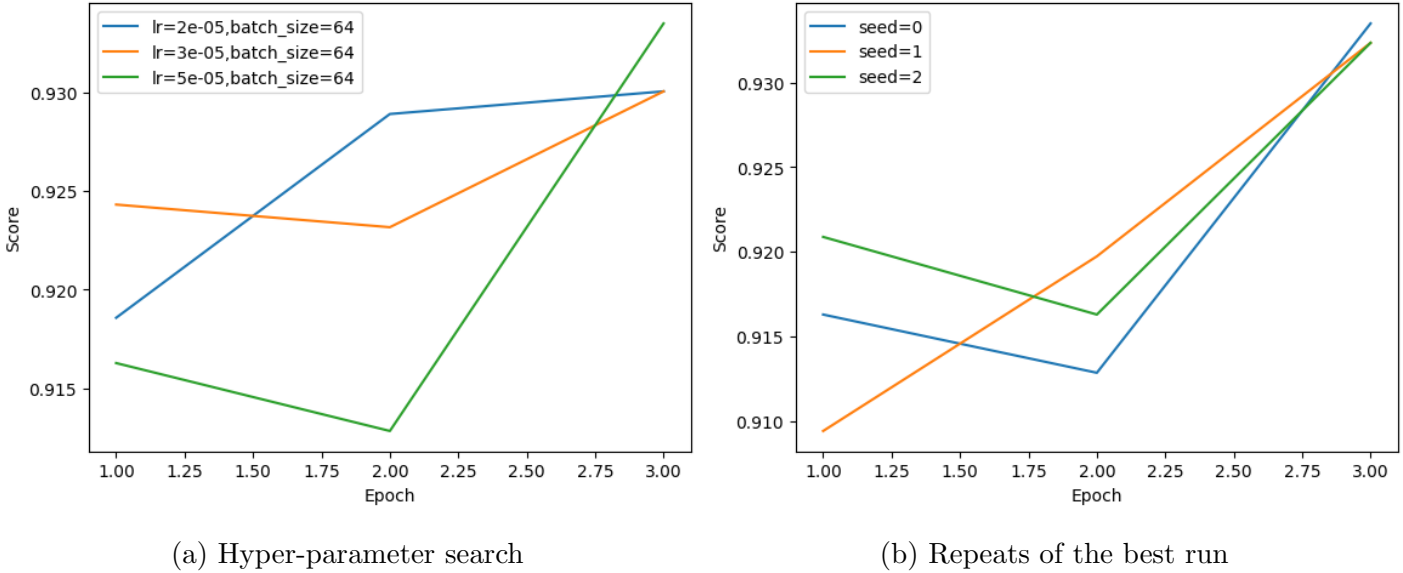 lr=2e-05,batch_size=64
lr=3e-05,batch_size=64
lr=5e-05,batch_size=64
0.930
0.925
0.920
0.915
Score
1.00 1.25 1.50 1.75 2.00 2.25 2.50 2.75 3.00
Epoch
(a) Hyper-parameter search
seed=0
seed=1
seed=2
0.930
0.925
0.920
0.915
0.910
Score
1.00 1.25 1.50 1.75 2.00 2.25 2.50 2.75 3.00
Epoch
(b) Repeats of the best run